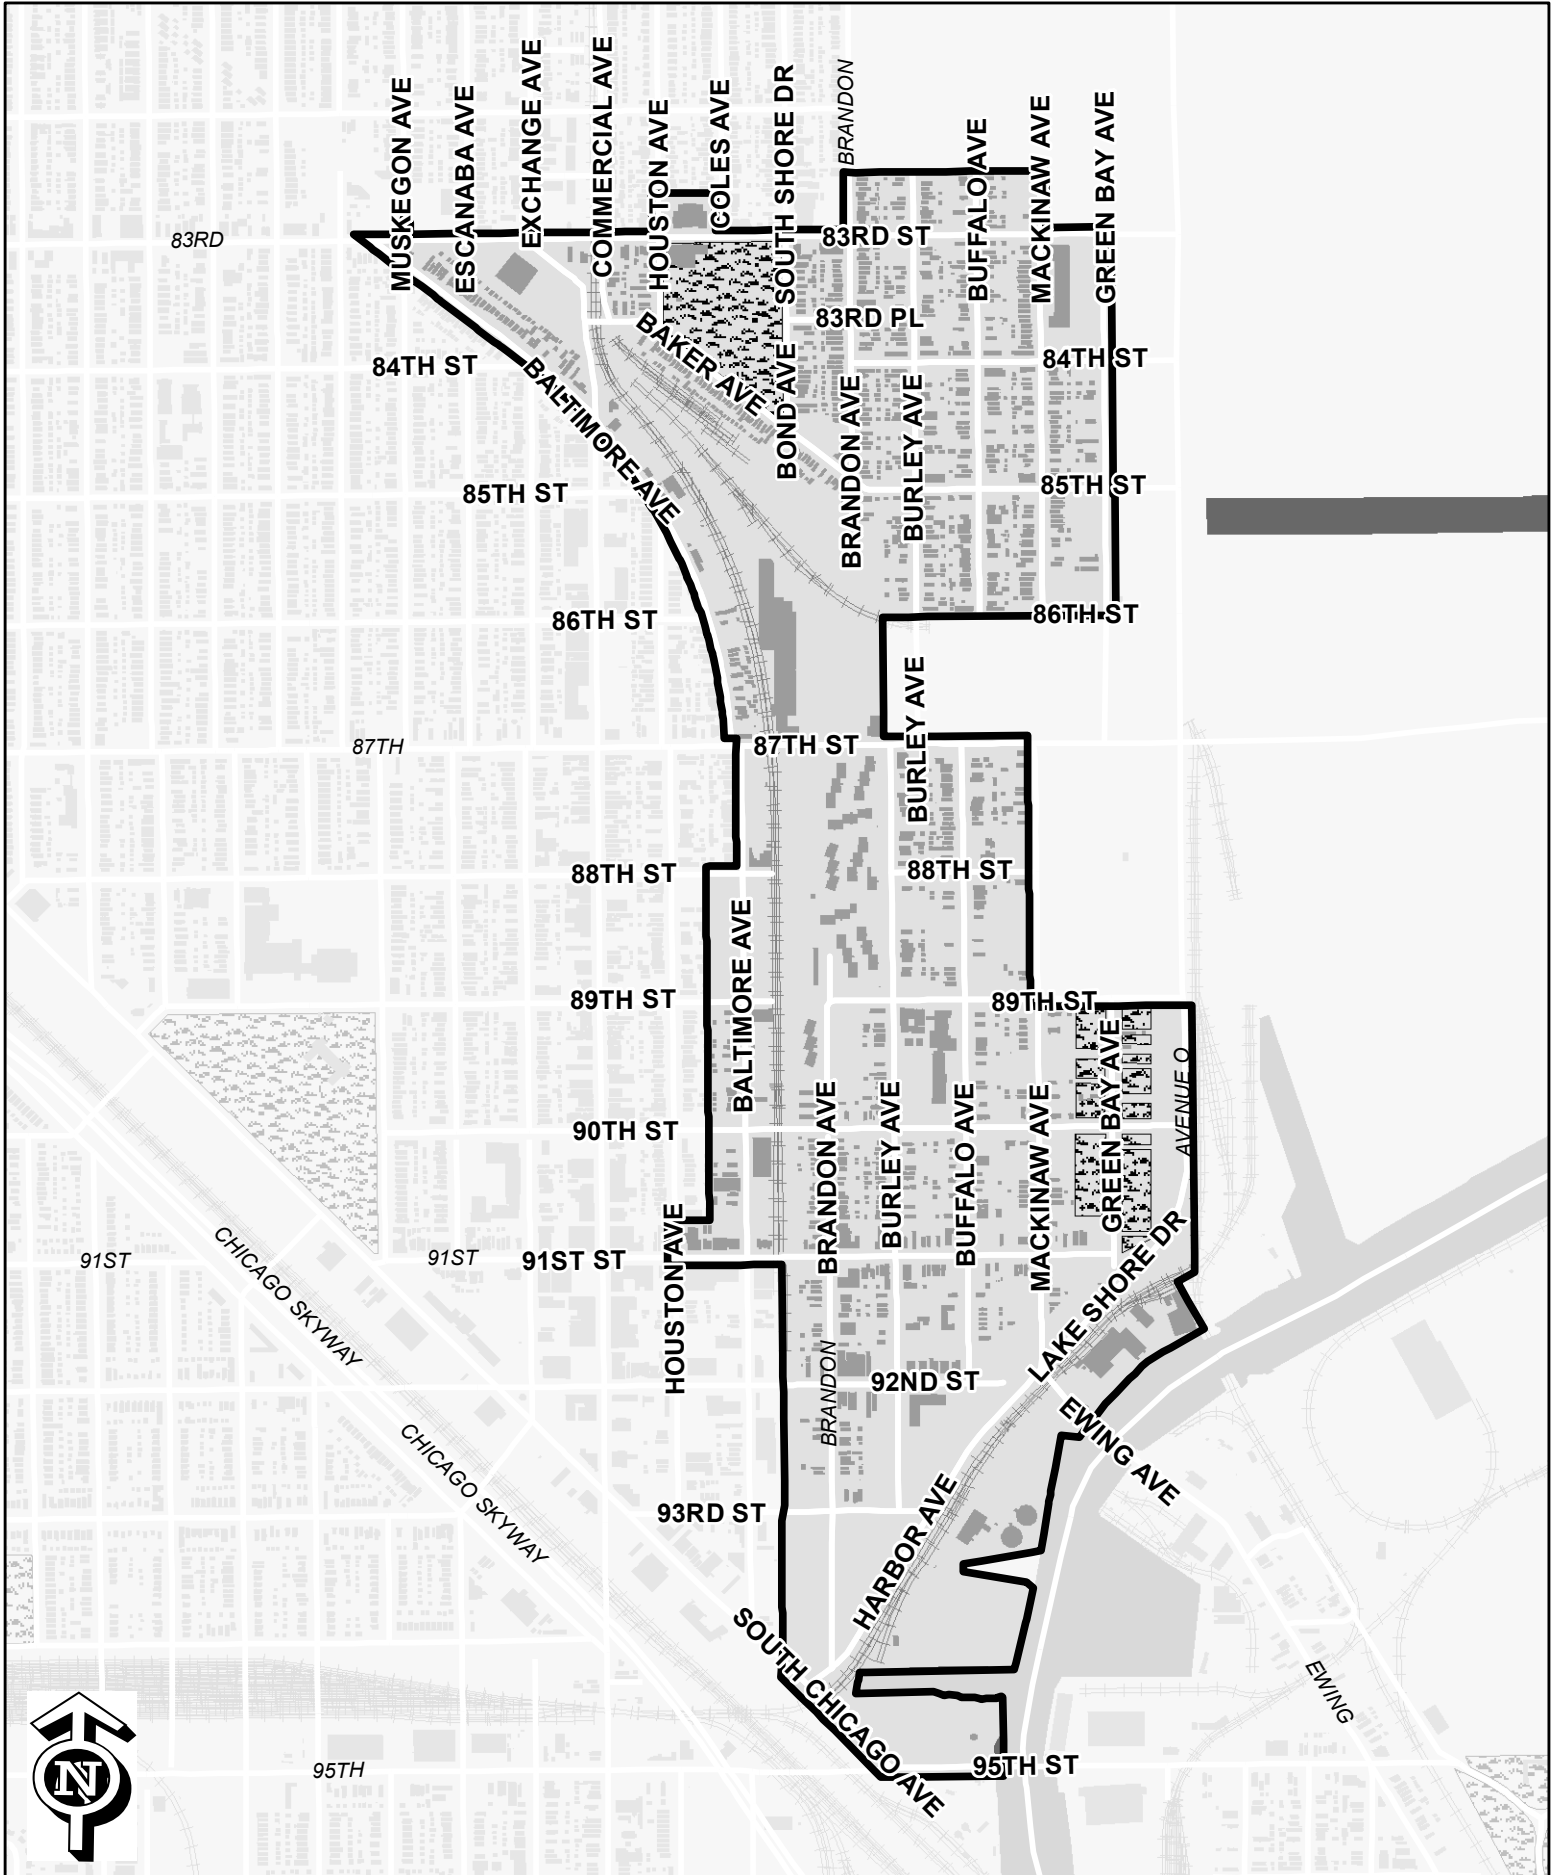 MUSKEGON AVE
ESCANABA AVE
EXCHANGE AVE
COMMERCIAL AVE
HOUSTON AVE
COLES AVE
SOUTH SHORE DR
BRANDON
BUFFALO AVE
MACKINAW AVE
GREEN BAY AVE
83RD
83RD ST
83RD PL
BAKER AVE
84TH ST
84TH ST
BALTIMORE AVE
BOND AVE
BRANDON AVE
BURLEY AVE
85TH ST
85TH ST
86TH ST
86TH ST
BURLEY AVE
87TH
87TH ST
88TH ST
88TH ST
BALTIMORE AVE
89TH ST
89TH ST
GREEN BAY AVE
AVENUE O
90TH ST
BRANDON AVE
BURLEY AVE
BUFFALO AVE
MACKINAW AVE
HOUSTON AVE
91ST
91ST
91ST ST
CHICAGO SKYWAY
LAKE SHORE DR
BRANDON
92ND ST
EWING AVE
CHICAGO SKYWAY
93RD ST
HARBOR AVE
SOUTH CHICAGO AVE
EWING
95TH
95TH ST
N